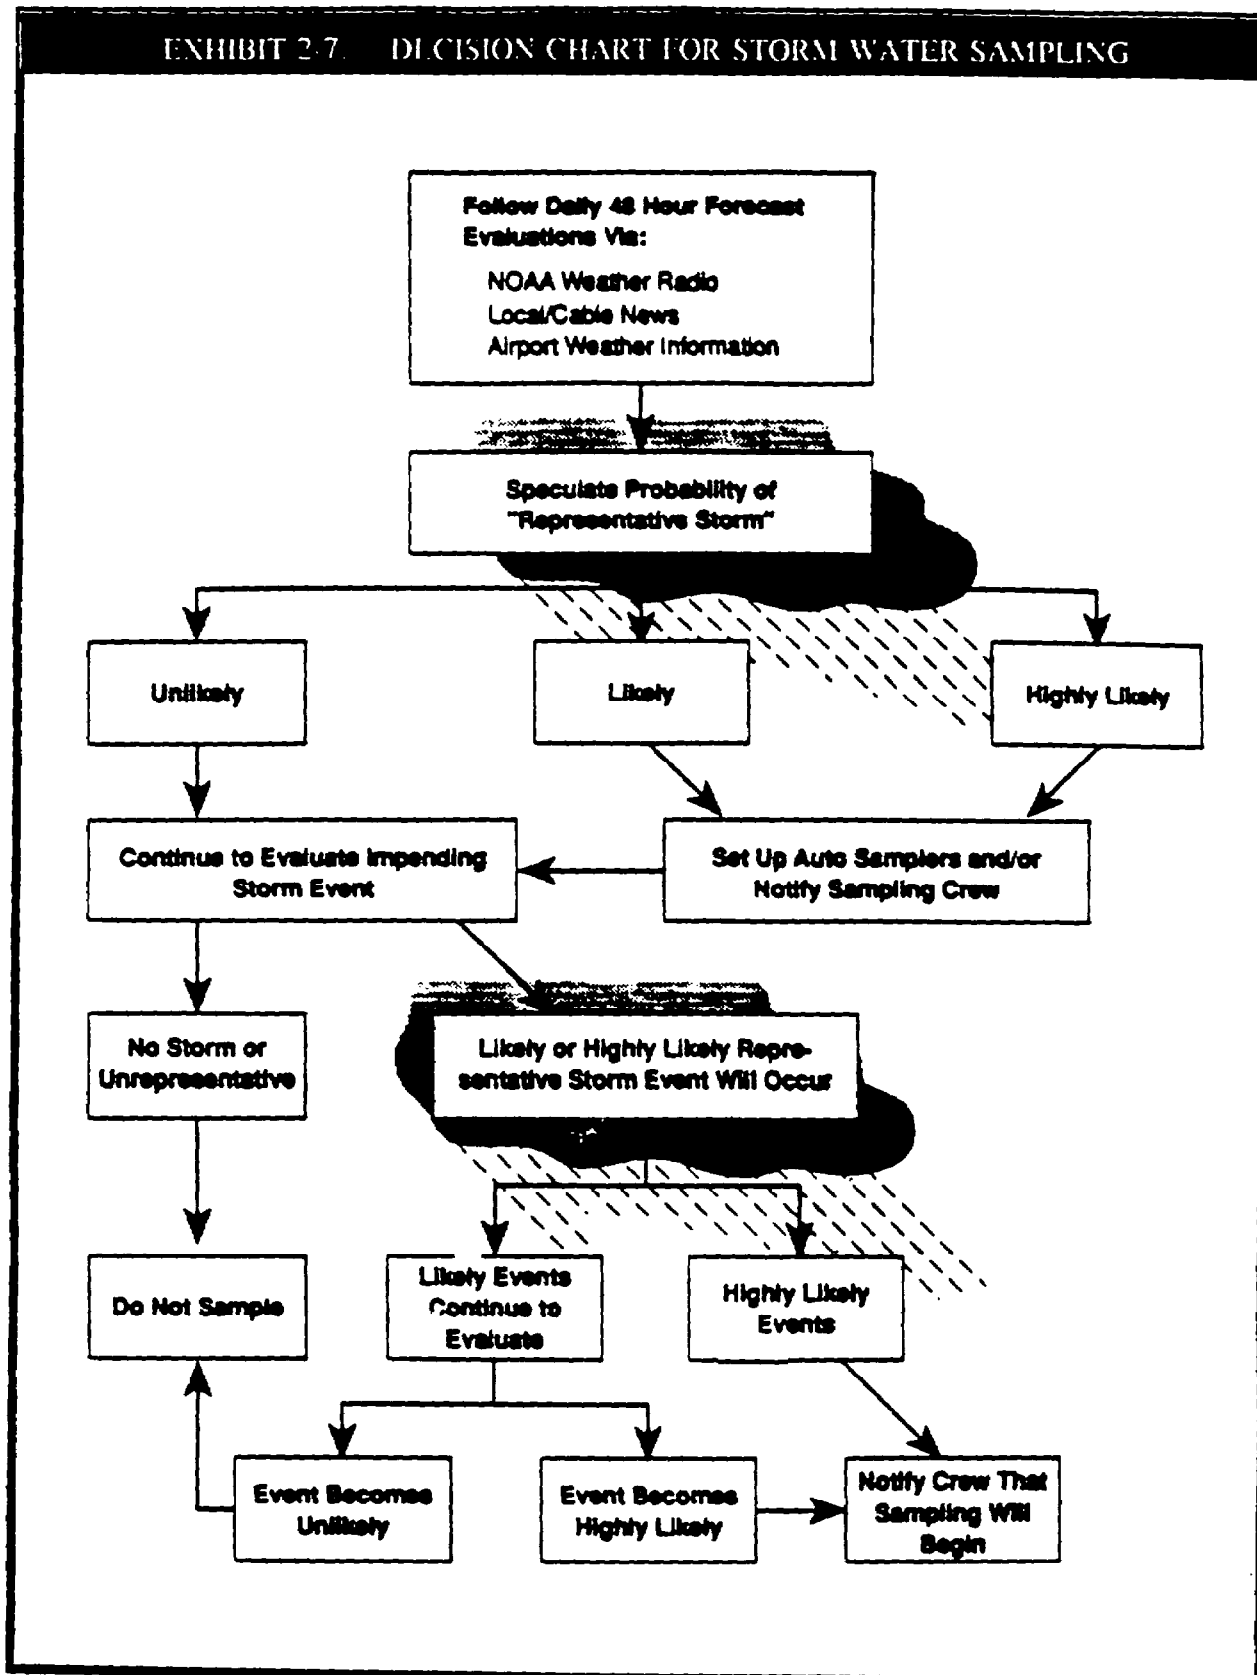 EXHIBIT 2-7. DECISION CHART FOR STORM WATER SAMPLING
Follow Daily 48 Hour Forecast
Evaluations Via:
NOAA Weather Radio
Local/Cable News
Airport Weather Information
Speculate Probability of
"Representative Storm"
Unlikely
Likely
Highly Likely
Continue to Evaluate Impending
Storm Event
Set Up Auto Samplers and/or
Notify Sampling Crew
No Storm or
Unrepresentative
Likely or Highly Likely Repre-
sentative Storm Event Will Occur
Do Not Sample
Likely Events
Continue to
Evaluate
Highly Likely
Events
Event Becomes
Unlikely
Event Becomes
Highly Likely
Notify Crew That
Sampling Will
Begin